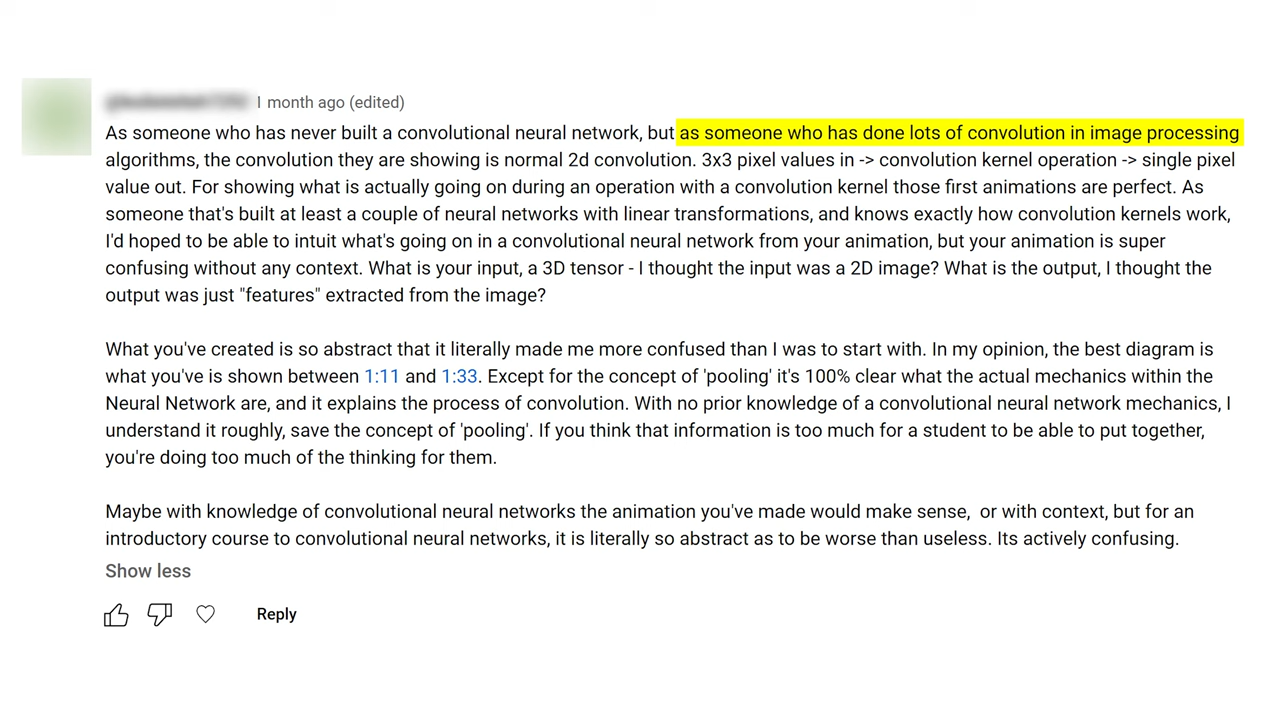 1 month ago (edited)
As someone who has never built a convolutional neural network, but as someone who has done lots of convolution in image processing
algorithms, the convolution they are showing is normal 2d convolution. 3x3 pixel values in -> convolution kernel operation -> single pixel
value out. For showing what is actually going on during an operation with a convolution kernel those first animations are perfect. As
someone that's built at least a couple of neural networks with linear transformations, and knows exactly how convolution kernels work,
I'd hoped to be able to intuit what's going on in a convolutional neural network from your animation, but your animation is super
confusing without any context. What is your input, a 3D tensor - I thought the input was a 2D image? What is the output, I thought the
output was just "features" extracted from the image?
What you've created is so abstract that it literally made me more confused than I was to start with. In my opinion, the best diagram is
what you've is shown between 1:11 and 1:33. Except for the concept of 'pooling' it's 100% clear what the actual mechanics within the
Neural Network are, and it explains the process of convolution. With no prior knowledge of a convolutional neural network mechanics, I
understand it roughly, save the concept of 'pooling'. If you think that information is too much for a student to be able to put together,
you're doing too much of the thinking for them.
Maybe with knowledge of convolutional neural networks the animation you've made would make sense, or with context, but for an
introductory course to convolutional neural networks, it is literally so abstract as to be worse than useless. Its actively confusing.
Show less
Reply